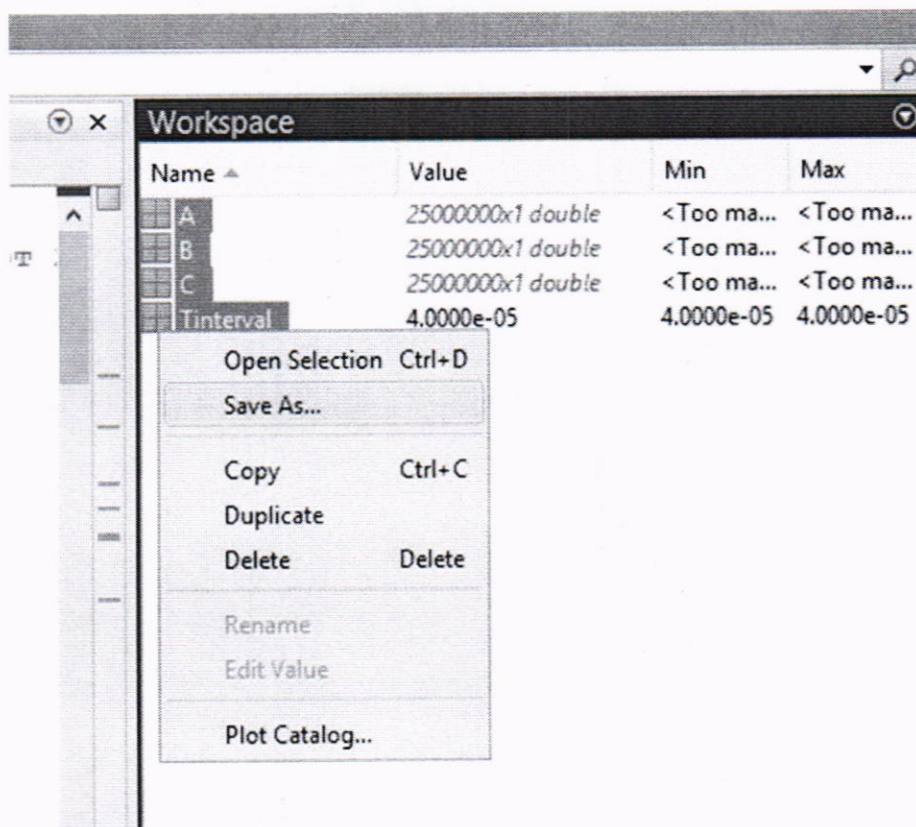 Workspace
Name Value Min Max
A 25000000x1 double <Too ma... <Too ma...
B 25000000x1 double <Too ma... <Too ma...
C 25000000x1 double <Too ma... <Too ma...
Tinterval 4.0000e-05 4.0000e-05 4.0000e-05
Open Selection Ctrl+D
Save As...
Copy Ctrl+C
Duplicate
Delete Delete
Rename
Edit Value
Plot Catalog...